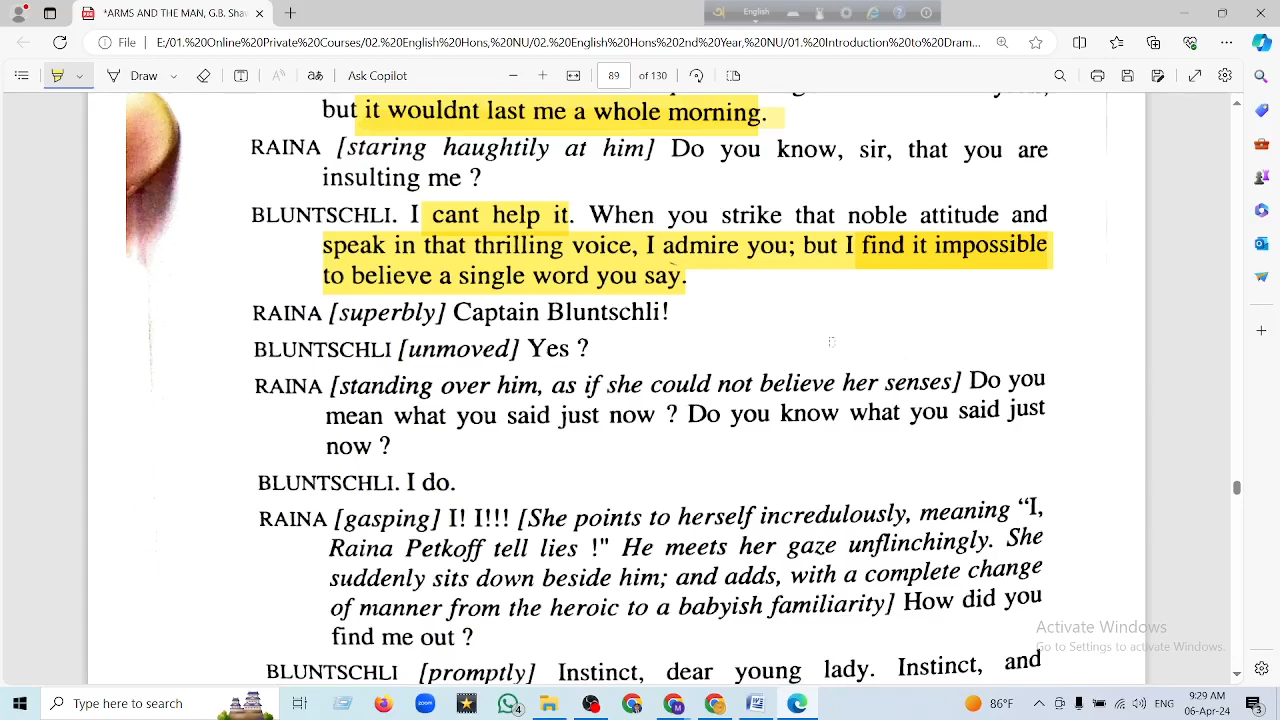 *ARMS AND THE MAN, G.B. Sha
English
File
E:/01.%20Online%20Courses/02.%20English/02.%20English%20Hons/02.%20English%20Hons%202nd%20Year/02.%20Introduction%20to%20Dram...
Draw
Ask Copilot
89 of 130
but it wouldnt last me a whole morning.
RAINA [staring haughtily at him] Do you know, sir, that you are
insulting me ?
BLUNTSCHLI. I cant help it. When you strike that noble attitude and
speak in that thrilling voice, I admire you; but I find it impossible
to believe a single word you say.
RAINA [superbly] Captain Bluntschli!
BLUNTSCHLI [unmoved] Yes ?
RAINA [standing over him, as if she could not believe her senses] Do you
mean what you said just now ? Do you know what you said just
now ?
BLUNTSCHLI. I do.
RAINA [gasping] I! I!!! [She points to herself incredulously, meaning “I,
Raina Petkoff tell lies !" He meets her gaze unflinchingly. She
suddenly sits down beside him; and adds, with a complete change
of manner from the heroic to a babyish familiarity] How did you
find me out ?
BLUNTSCHLI [promptly] Instinct, dear young lady. Instinct, and
Activate Windows
Go to Settings to activate Windows.
Type here to search
zoom
4
86°F
9:29 AM
06-Apr-24
3